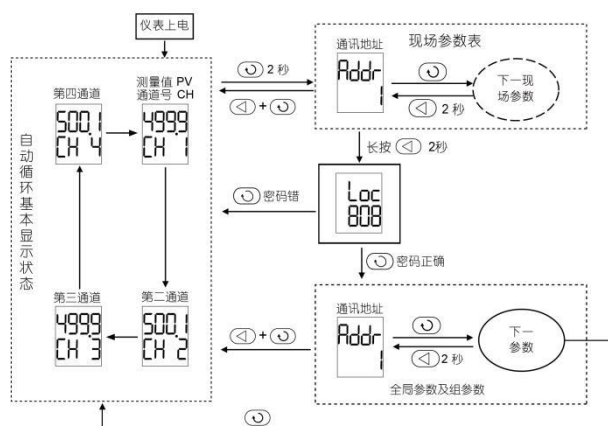 仪表上电
自动循环基本显示状态
第四通道
500.1
CH 4
测量值 PV
通道号 CH
499.9
CH 1
第三通道
499.9
CH 3
第二通道
500.1
CH 2
2 秒
+
现场参数表
通讯地址
Addr
1
2 秒
下一现
场参数
长按 2秒
Loc
808
密码错
密码正确
+
通讯地址
Addr
1
2 秒
下一
参数
全局参数及组参数